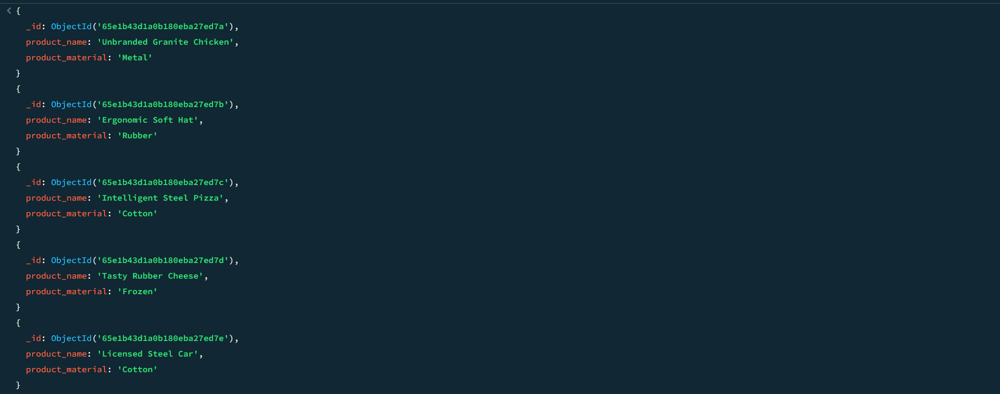 {
_id: ObjectId('65e1b43d1a0b180eba27ed7a'),
product_name: 'Unbranded Granite Chicken',
product_material: 'Metal'
}
{
_id: ObjectId('65e1b43d1a0b180eba27ed7b'),
product_name: 'Ergonomic Soft Hat',
product_material: 'Rubber'
}
{
_id: ObjectId('65e1b43d1a0b180eba27ed7c'),
product_name: 'Intelligent Steel Pizza',
product_material: 'Cotton'
}
{
_id: ObjectId('65e1b43d1a0b180eba27ed7d'),
product_name: 'Tasty Rubber Cheese',
product_material: 'Frozen'
}
{
_id: ObjectId('65e1b43d1a0b180eba27ed7e'),
product_name: 'Licensed Steel Car',
product_material: 'Cotton'
}